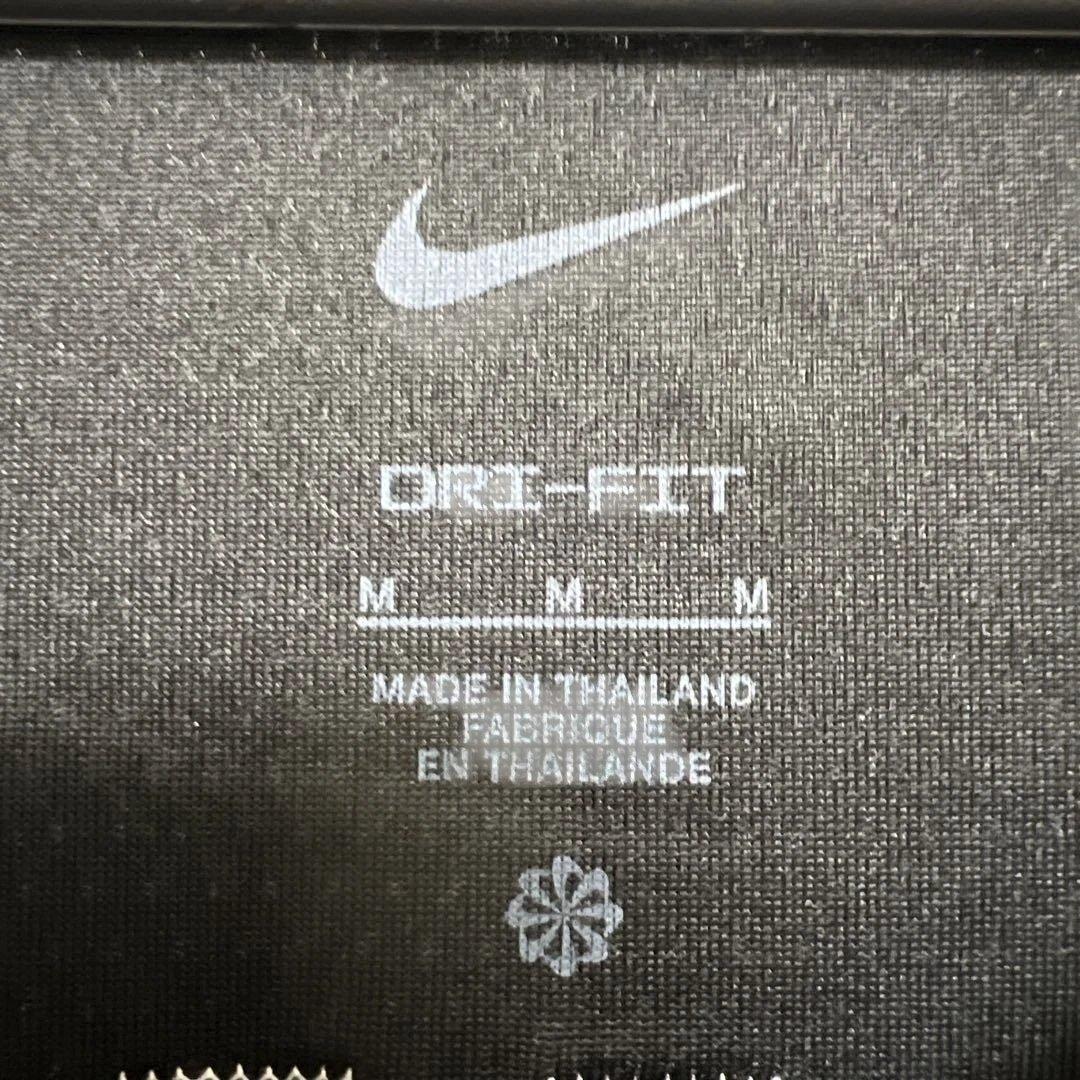 DRI-FIT
M M M
MADE IN THAILAND
FABRIQUE
EN THAILANDE